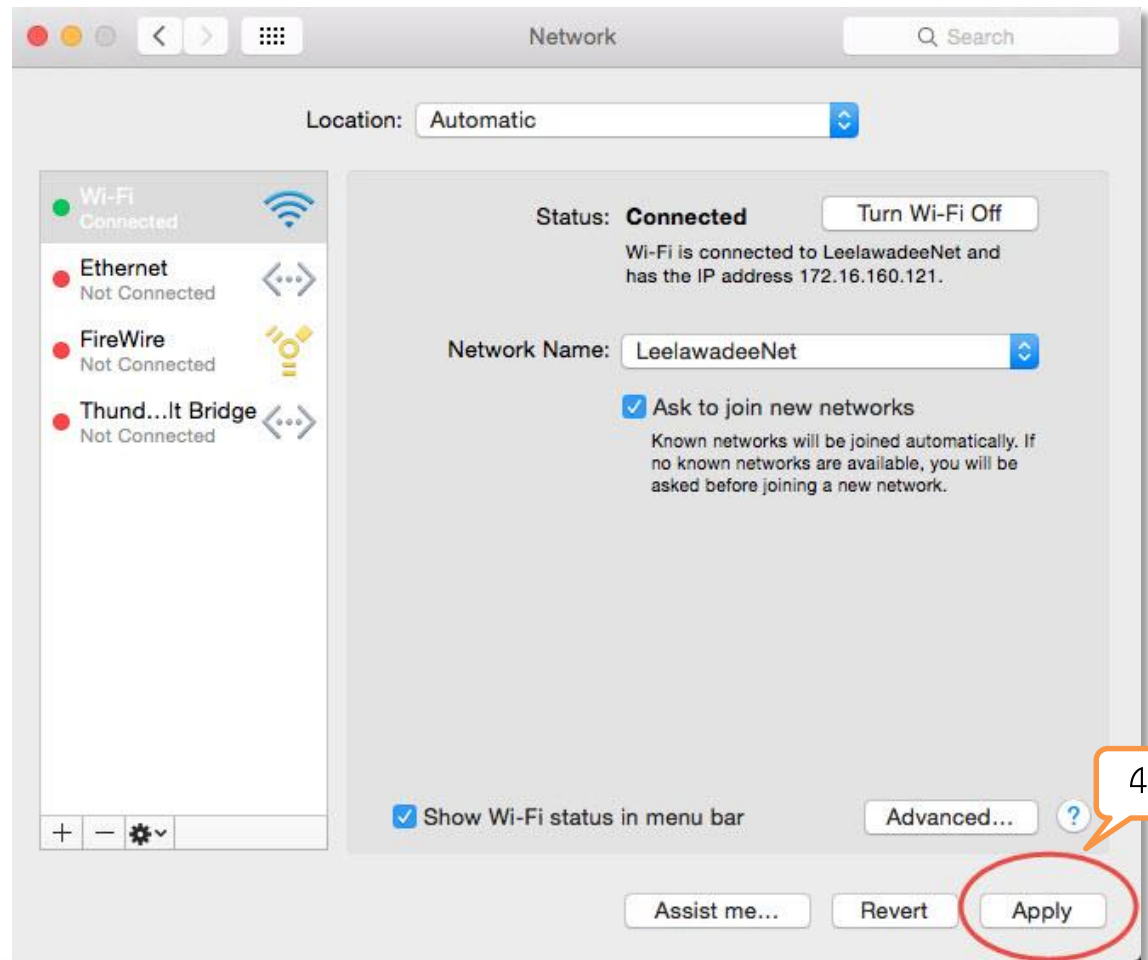 Network
Search
Location: Automatic
Wi-Fi
Connected
Ethernet
Not Connected
FireWire
Not Connected
Thund...lt Bridge
Not Connected
Status: Connected
Turn Wi-Fi Off
Wi-Fi is connected to LeelawadeeNet and
has the IP address 172.16.160.121.
Network Name: LeelawadeeNet
Ask to join new networks
Known networks will be joined automatically. If
no known networks are available, you will be
asked before joining a new network.
Show Wi-Fi status in menu bar
Advanced...
?
4
Assist me...
Revert
Apply